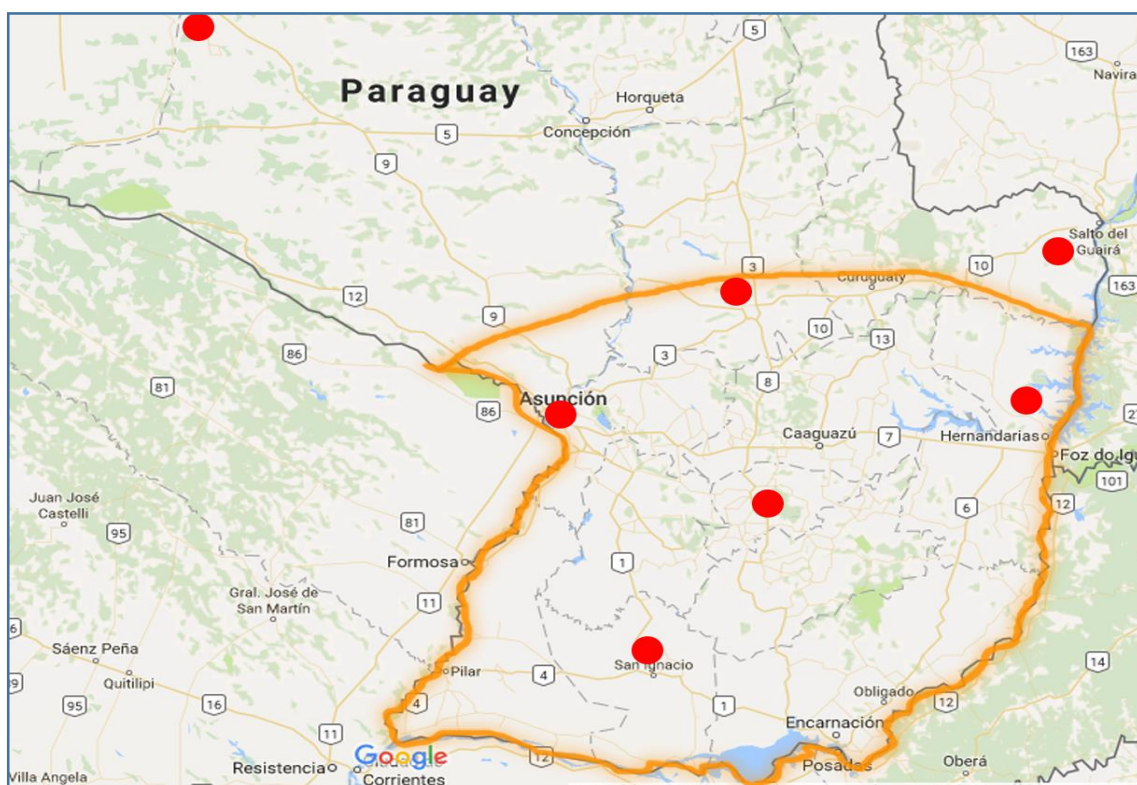 5
163
Navira
Paraguay
Horqueta
Concepción
5
9
Salto del
Guairá
10
3
Curuguaty
163
12
9
10
13
86
3
81
8
Asunción
86
Caaguazú
7
Hernandarias
Foz do Igu
101
Juan José
Castelli
95
81
6
12
Formosa
1
Gral. José de
San Martín
11
6
Sáenz Peña
Pilar
4
San Ignacio
14
Quitilipi
Obligado
95
16
4
1
12
Encarnación
11
Google
12
Resistencia
Posadas
Oberá
Villa Angela
Corrientes